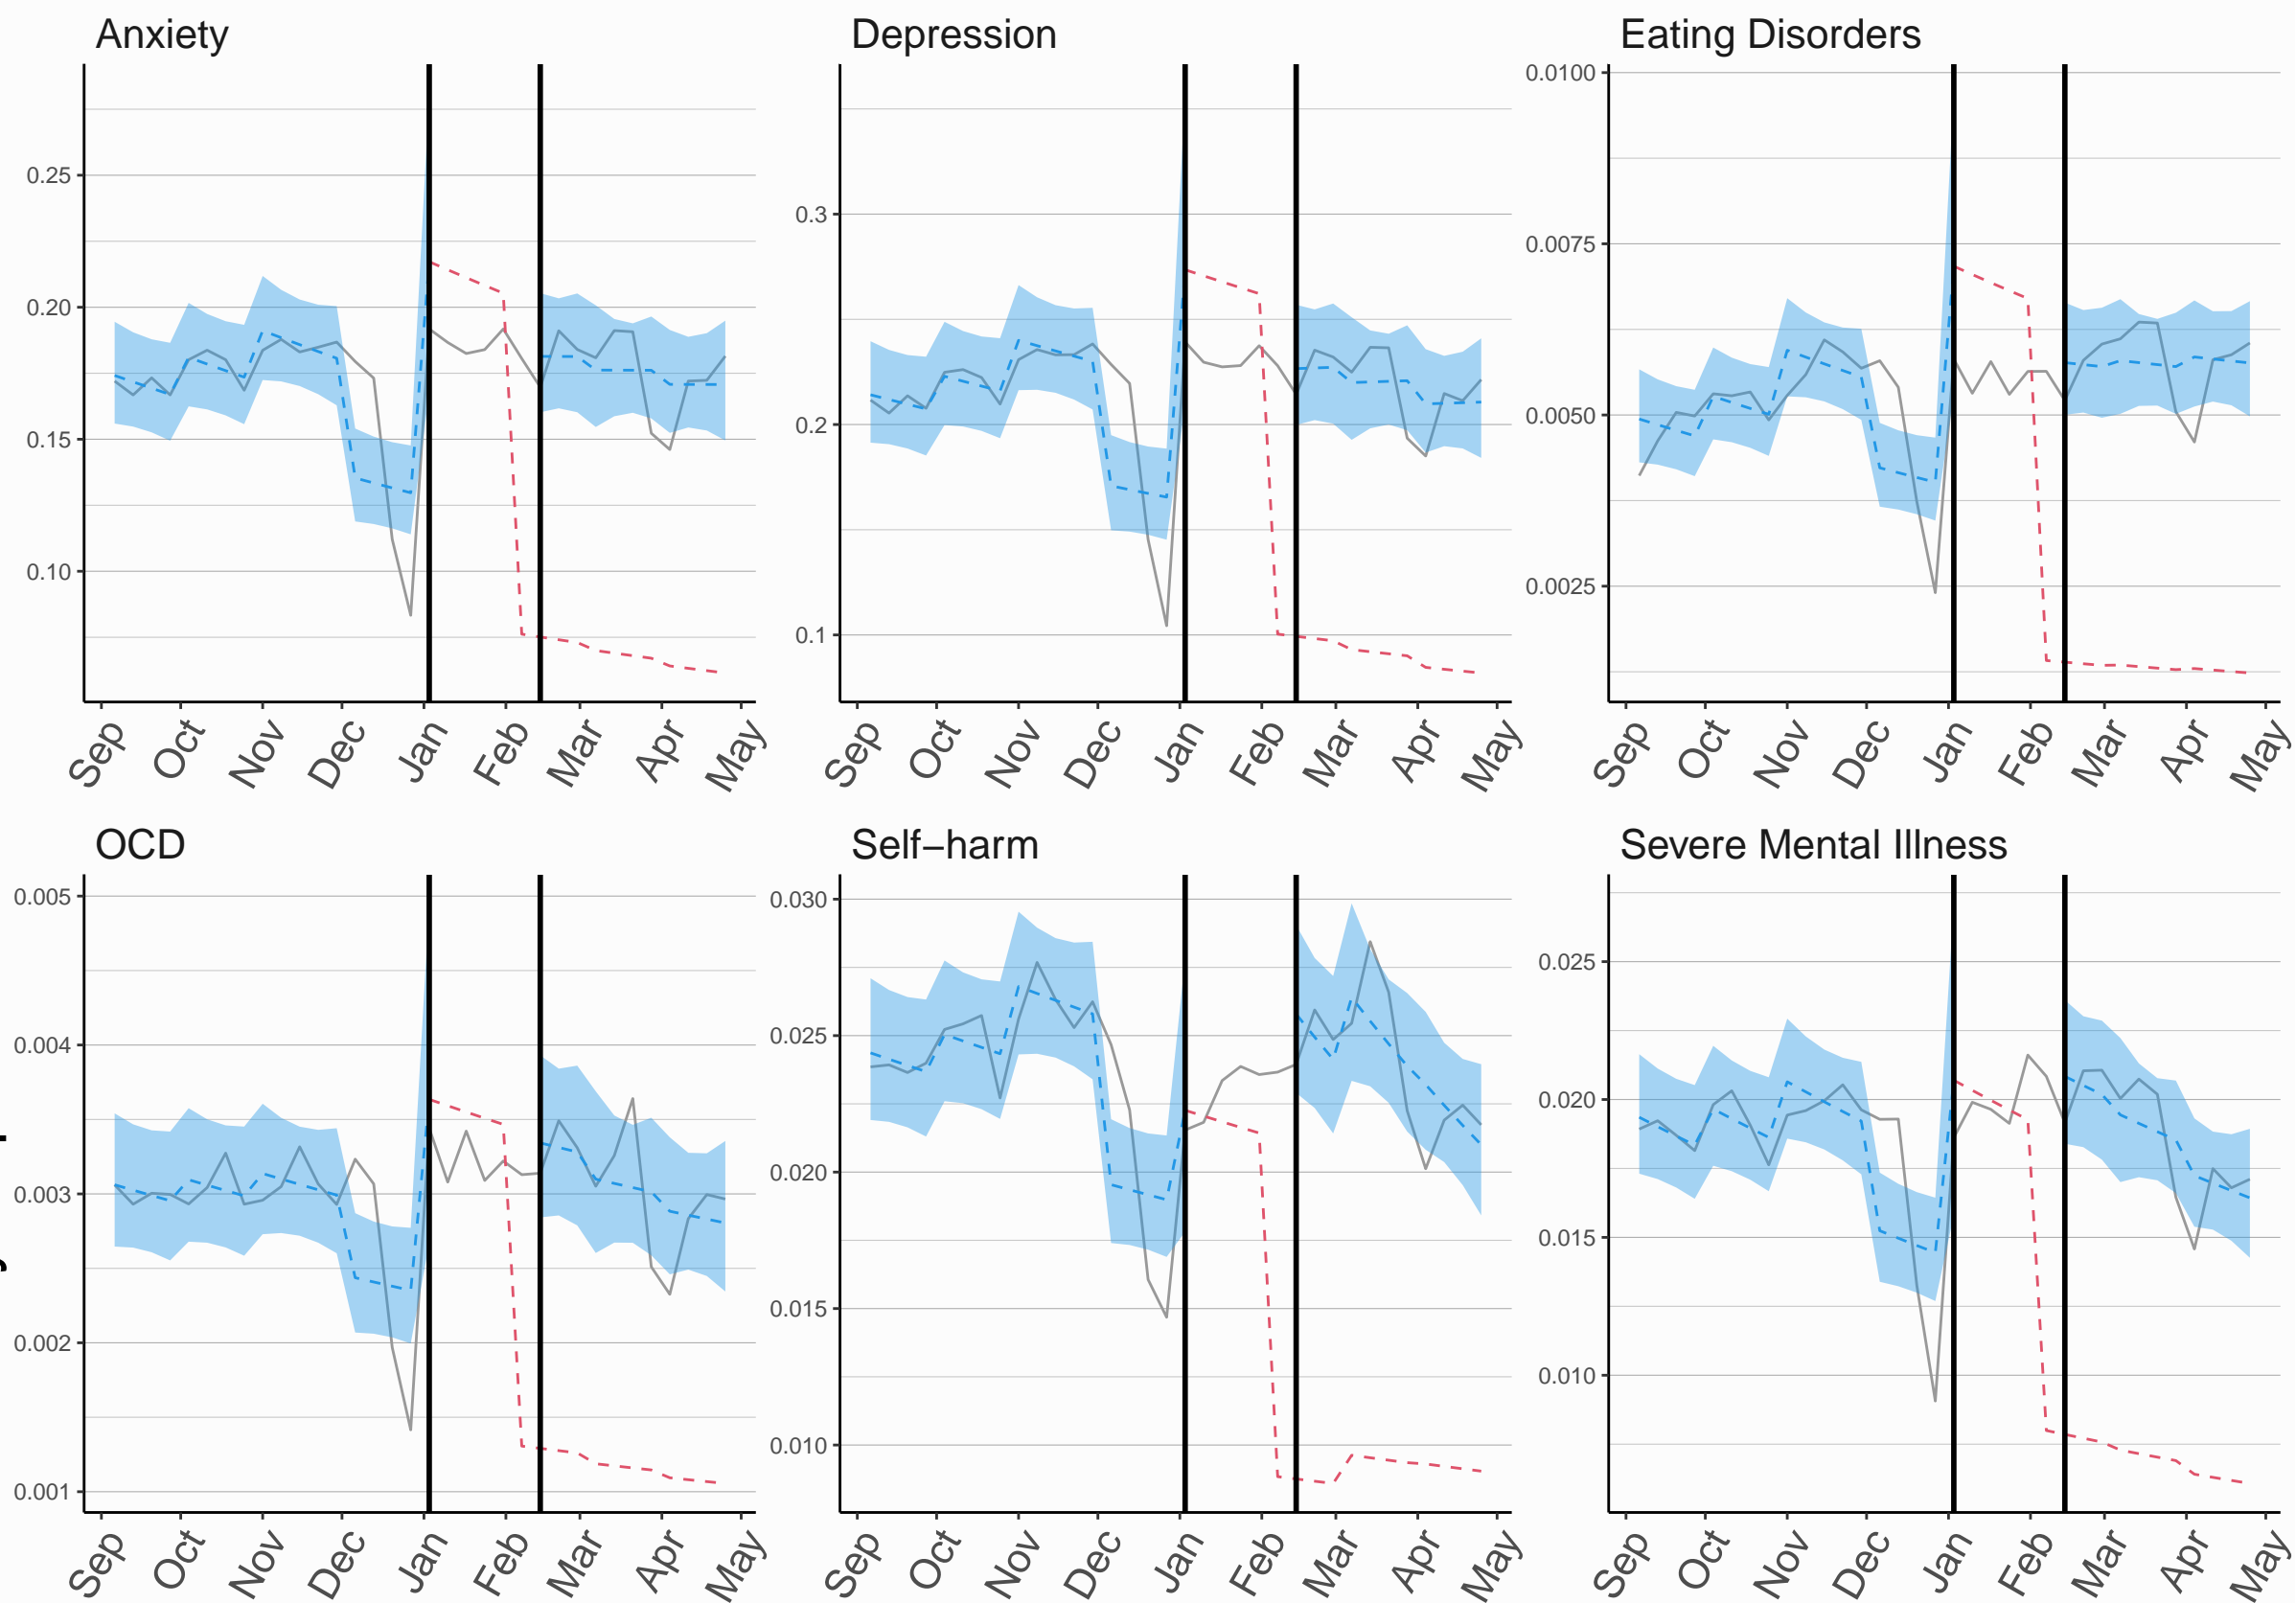 Anxiety
0.25
0.20
0.15
0.10
Sep Oct Nov Dec Jan Feb Mar Apr May
Depression
0.3
0.2
0.1
Sep Oct Nov Dec Jan Feb Mar Apr May
Eating Disorders
0.0100
0.0075
0.0050
0.0025
Sep Oct Nov Dec Jan Feb Mar Apr May
OCD
0.005
0.004
0.003
0.002
0.001
Sep Oct Nov Dec Jan Feb Mar Apr May
Self−harm
0.030
0.025
0.020
0.015
0.010
Sep Oct Nov Dec Jan Feb Mar Apr May
Severe Mental Illness
0.025
0.020
0.015
0.010
Sep Oct Nov Dec Jan Feb Mar Apr May